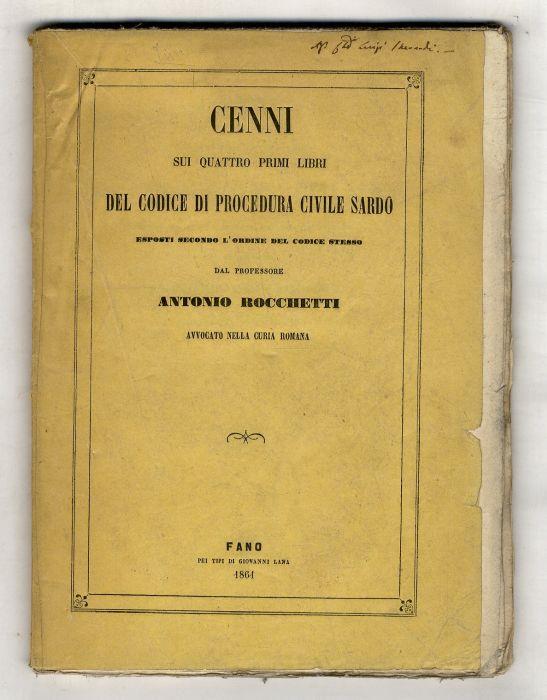 Luigi
CENNI
SUI QUATTRO PRIMI LIBRI
DEL CODICE DI PROCEDURA CIVILE SARDO
ESPOSTI SECONDO L'ORDINE DEL CODICE STESSO
DAL PROFESSORE
ANTONIO ROCCHETTI
AVVOCATO NELLA CURIA ROMANA
FANO
PEI TIPI DI GIOVANNI LANA
1861